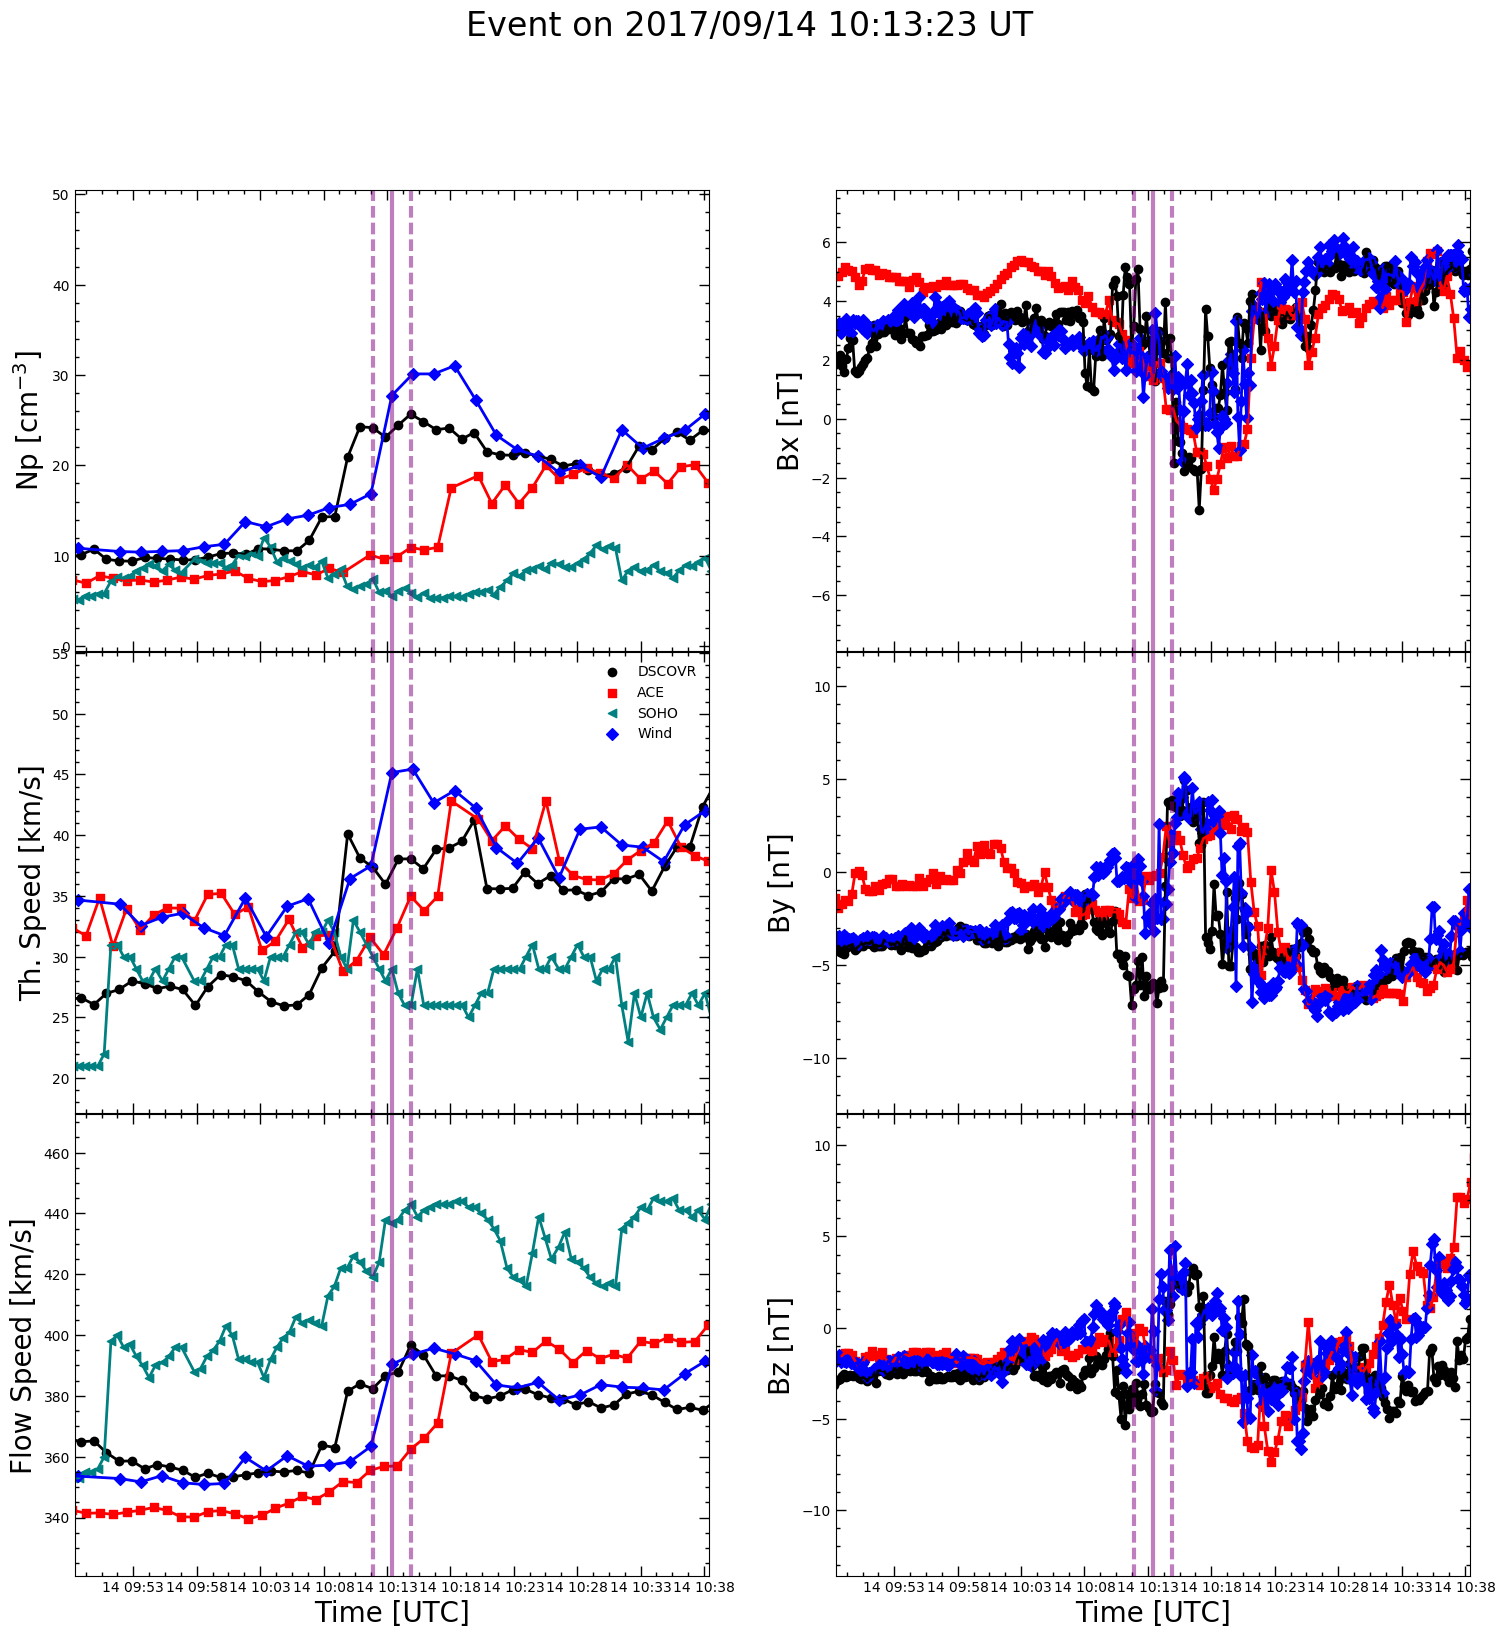 Event on 2017/09/14 10:13:23 UT
Np [cm⁻³]
50
40
30
20
10
0
Bx [nT]
6
4
2
0
−2
−4
−6
Th. Speed [km/s]
55
50
45
40
35
30
25
20
DSCOVR
ACE
SOHO
Wind
By [nT]
10
5
0
−5
−10
Flow Speed [km/s]
460
440
420
400
380
360
340
Bz [nT]
10
5
0
−5
−10
14 09:53 14 09:58 14 10:03 14 10:08 14 10:13 14 10:18 14 10:23 14 10:28 14 10:33 14 10:38
Time [UTC]
14 09:53 14 09:58 14 10:03 14 10:08 14 10:13 14 10:18 14 10:23 14 10:28 14 10:33 14 10:38
Time [UTC]